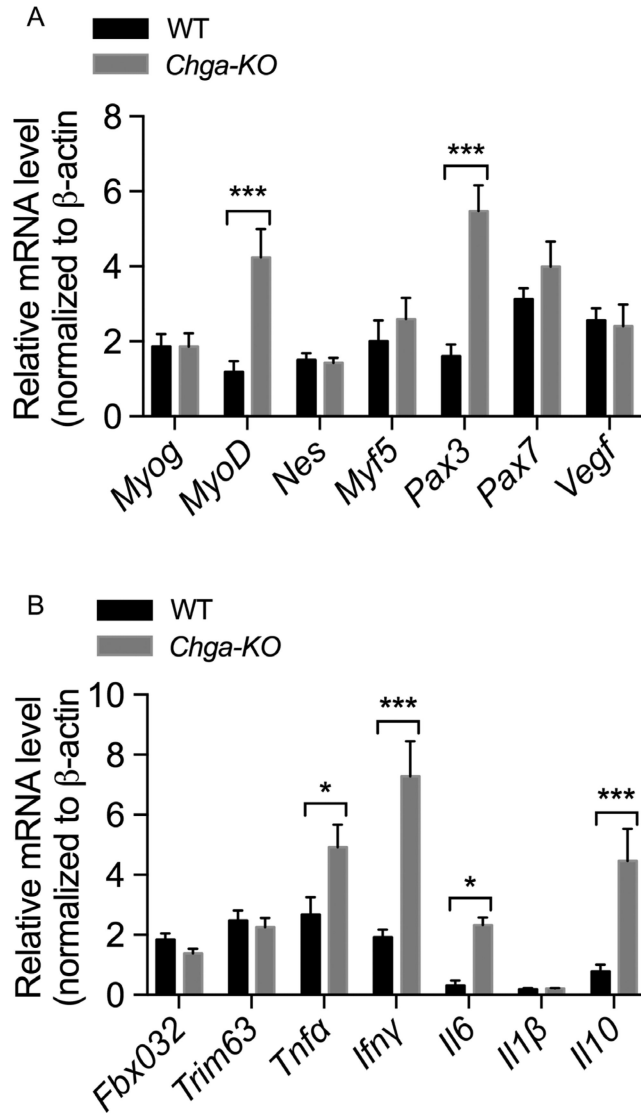 A
WT
Chga-KO
Relative mRNA level
(normalized to β-actin
8
6
4
2
0
***
***
Myog
MyoD
Nes
Myf5
Pax3
Pax7
Vegf
B
WT
Chga-KO
Relative mRNA level
(normalized to β-actin
10
8
6
4
2
0
*
***
*
***
Fbx032
Trim63
Tnfα
Ifnγ
Il6
Il1β
Il10